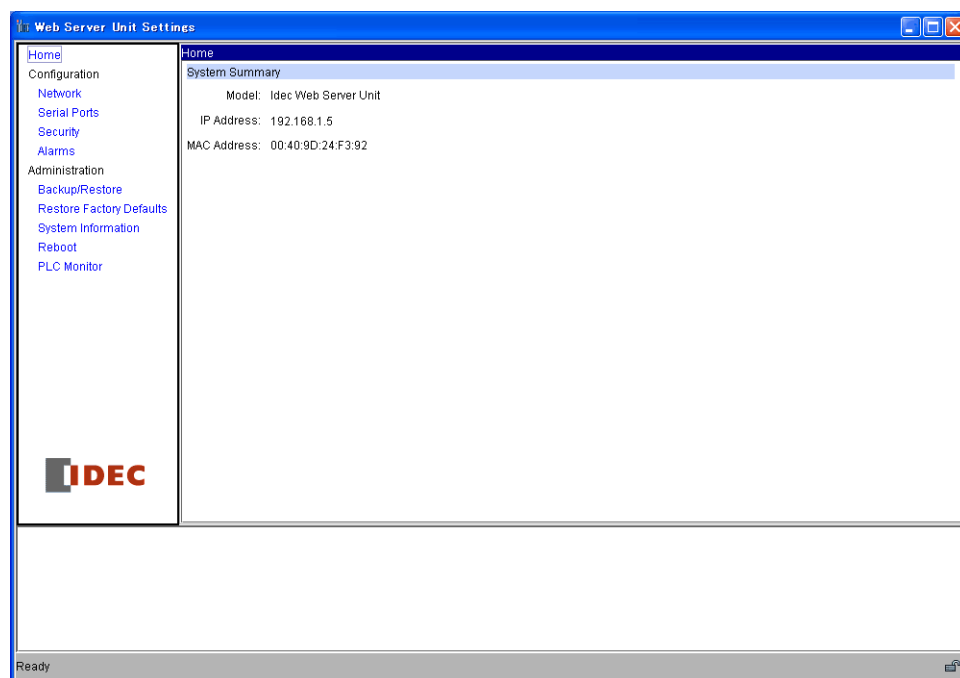 Web Server Unit Settings
Home
Configuration
Network
Serial Ports
Security
Alarms
Administration
Backup/Restore
Restore Factory Defaults
System Information
Reboot
PLC Monitor
IDEC
Home
System Summary
Model: Idec Web Server Unit
IP Address: 192.168.1.5
MAC Address: 00:40:9D:24:F3:92
Ready